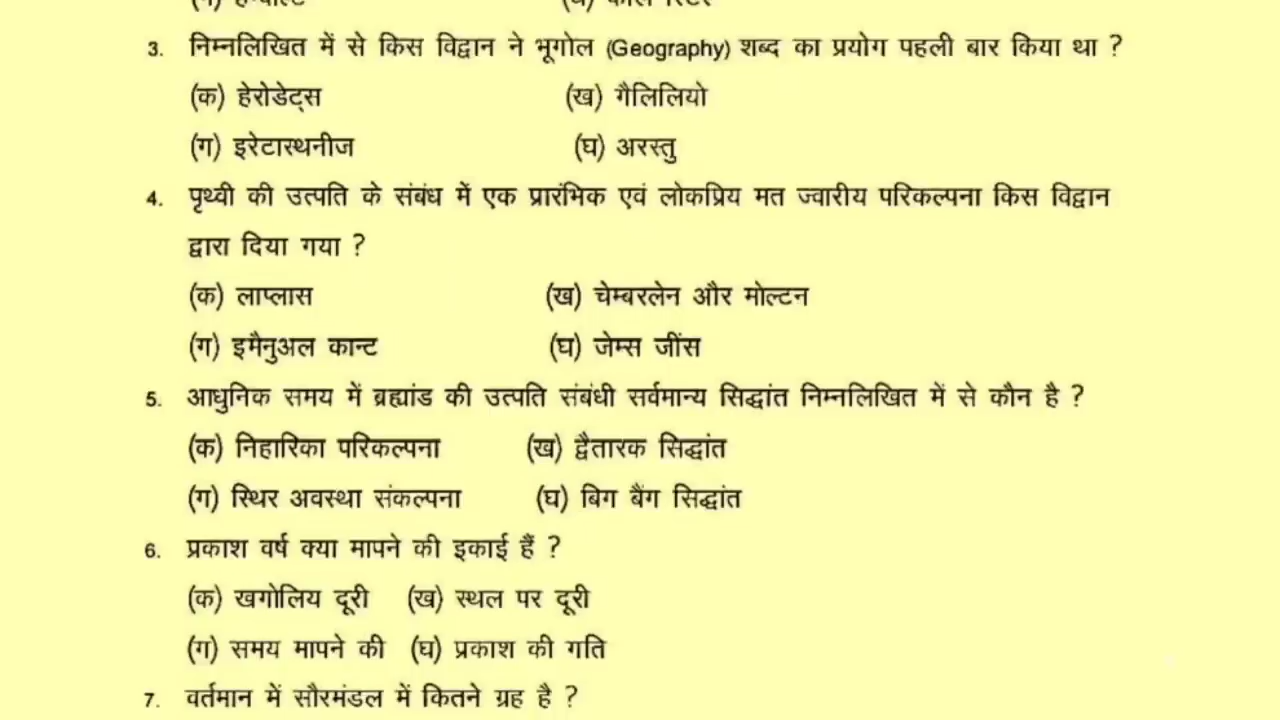 3. निम्नलिखित में से किस विद्वान ने भूगोल (Geography) शब्द का प्रयोग पहली बार किया था ?
(क) हेरोडेट्स (ख) गैलिलियो
(ग) इरेटास्थनीज (घ) अरस्तु
4. पृथ्वी की उत्पति के संबंध में एक प्रारंभिक एवं लोकप्रिय मत ज्वारीय परिकल्पना किस विद्वान
द्वारा दिया गया ?
(क) लाप्लास (ख) चेम्बरलेन और मोल्टन
(ग) इमैनुअल कान्ट (घ) जेम्स जींस
5. आधुनिक समय में ब्रह्मांड की उत्पति संबंधी सर्वमान्य सिद्धांत निम्नलिखित में से कौन है ?
(क) निहारिका परिकल्पना (ख) द्वैतारक सिद्धांत
(ग) स्थिर अवस्था संकल्पना (घ) बिग बैंग सिद्धांत
6. प्रकाश वर्ष क्या मापने की इकाई हैं ?
(क) खगोलिय दूरी (ख) स्थल पर दूरी
(ग) समय मापने की (घ) प्रकाश की गति
7. वर्तमान में सौरमंडल में कितने ग्रह है ?